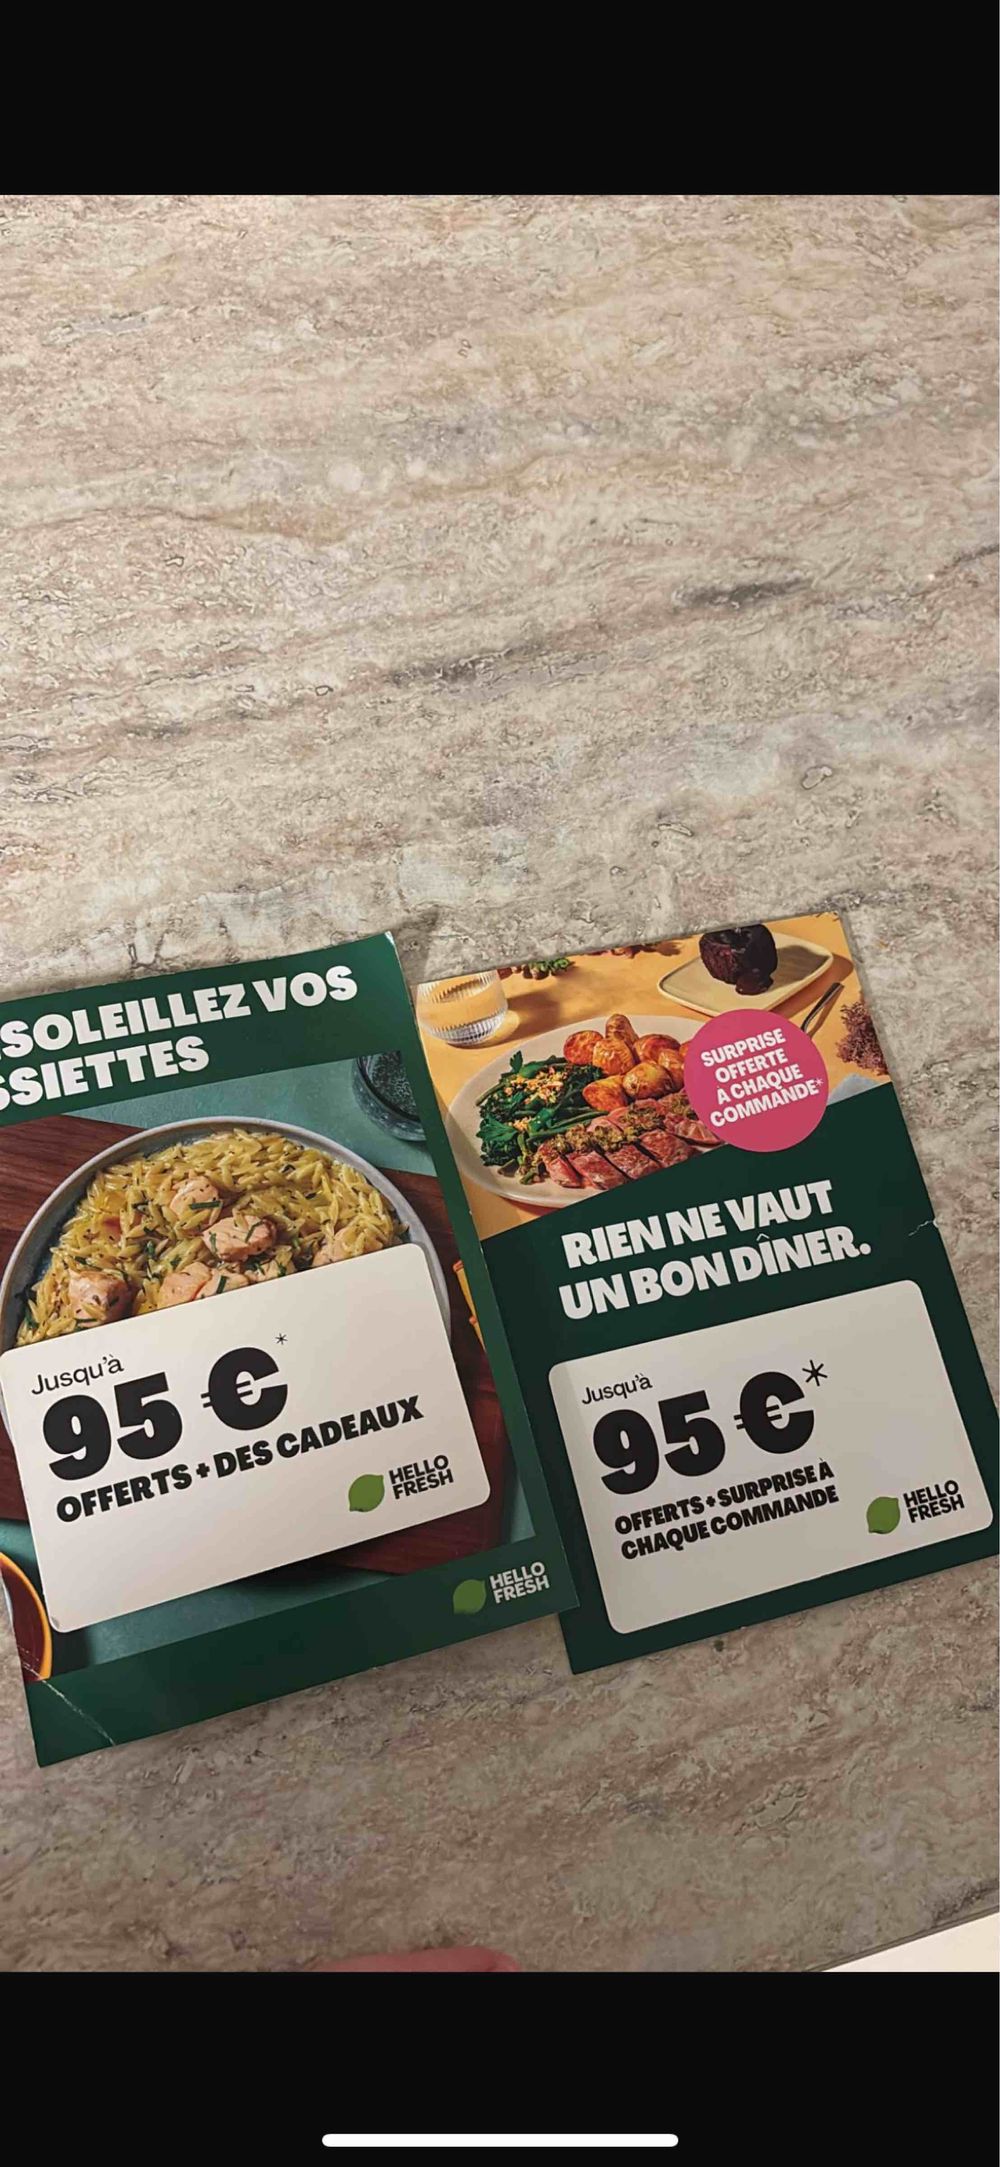 SOLEILLEZ VOS
SSIETTES
Jusqu'à
95 €*
OFFERTS + DES CADEAUX
HELLO
FRESH
HELLO
FRESH
SURPRISE
OFFERTE
À CHAQUE
COMMANDE*
RIEN NE VAUT
UN BON DÎNER.
Jusqu'à
95 €*
OFFERTS + SURPRISE À
CHAQUE COMMANDE
HELLO
FRESH